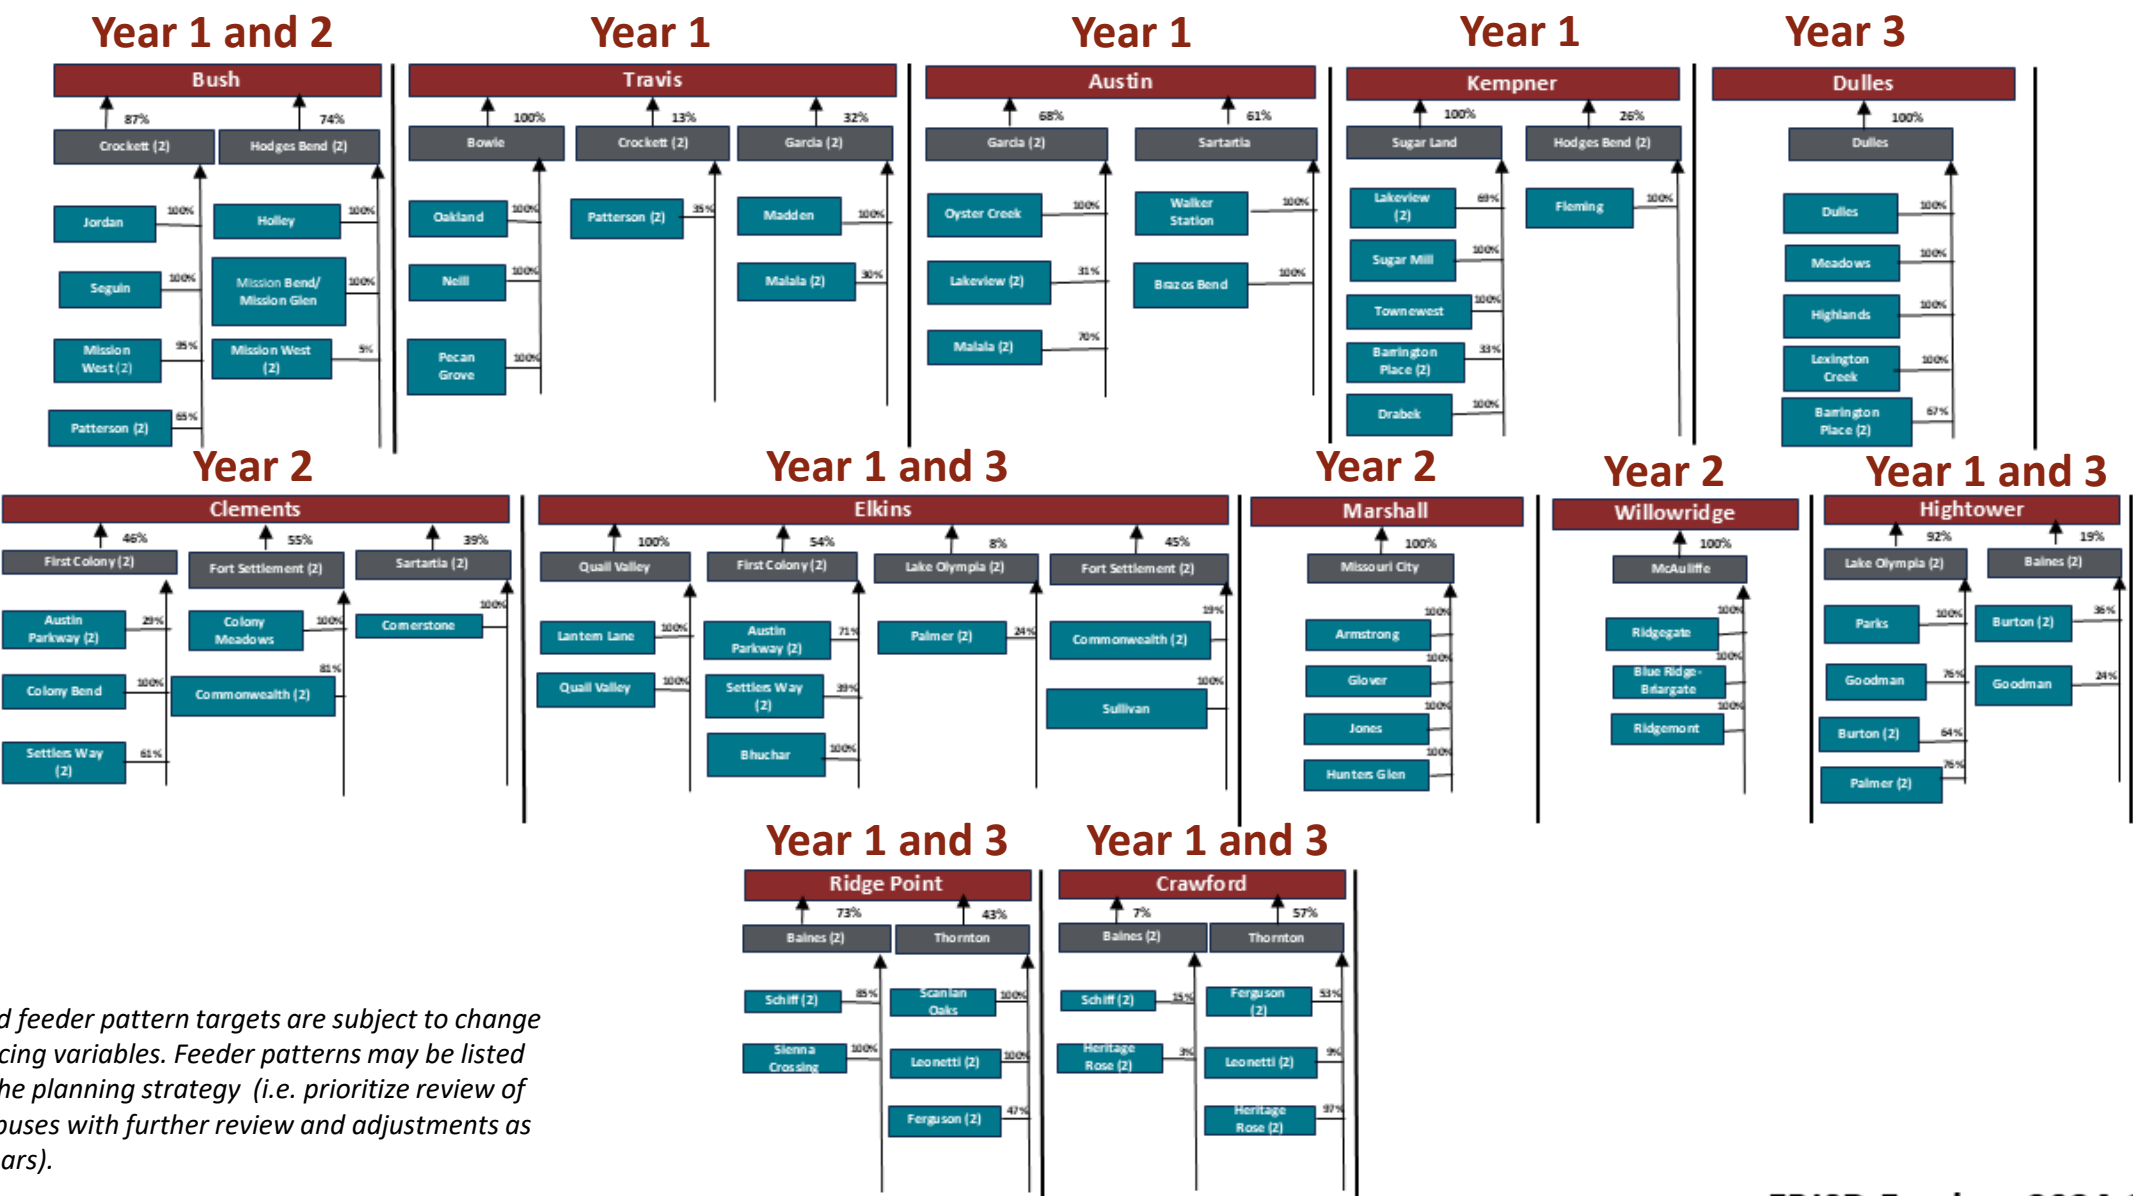 Year 1 and 2
Year 1
Year 1
Year 1
Year 3
Bush
87%
74%
Crockett (2)
Hodges Bend (2)
Jordan
100%
Holley
100%
Seguin
100%
Mission Bend/
Mission Glen
100%
Mission
West (2)
95%
Mission West
(2)
5%
Patterson (2)
65%
Travis
100%
13%
32%
Bowie
Crockett (2)
Garcia (2)
Oakland
100%
Patterson (2)
35%
Madden
100%
Neill
100%
Malala (2)
30%
Pecan
Grove
100%
Austin
68%
61%
Garcia (2)
Sartartia
Oyster Creek
100%
Walker
Station
100%
Lakeview (2)
31%
Brazos Bend
100%
Malala (2)
70%
Kempner
100%
26%
Sugar Land
Hodges Bend (2)
Lakeview
(2)
69%
Fleming
100%
Sugar Mill
100%
Townewest
100%
Barrington
Place (2)
33%
Drabek
100%
Dulles
100%
Dulles
Dulles
100%
Meadows
100%
Highlands
100%
Lexington
Creek
100%
Barrington
Place (2)
67%
Year 2
Year 1 and 3
Year 2
Year 2
Year 1 and 3
Clements
46%
55%
39%
First Colony (2)
Fort Settlement (2)
Sartartia (2)
Austin
Parkway (2)
29%
Colony
Meadows
100%
Cornerstone
100%
Colony Bend
100%
Commonwealth (2)
81%
Settlers Way
(2)
61%
Elkins
100%
54%
8%
45%
Quail Valley
First Colony (2)
Lake Olympia (2)
Fort Settlement (2)
Lantern Lane
100%
Austin
Parkway (2)
71%
Palmer (2)
24%
Commonwealth (2)
19%
Quail Valley
100%
Settlers Way
(2)
39%
Sullivan
100%
Bhuchar
100%
Marshall
100%
Missouri City
Armstrong
100%
Glover
100%
Jones
100%
Hunters Glen
100%
Willowridge
100%
McAuliffe
Ridgegate
100%
Blue Ridge-
Briargate
100%
Ridgemont
100%
Hightower
92%
19%
Lake Olympia (2)
Baines (2)
Parks
100%
Burton (2)
36%
Goodman
76%
Goodman
24%
Burton (2)
64%
Palmer (2)
76%
Year 1 and 3
Year 1 and 3
Ridge Point
73%
43%
Baines (2)
Thornton
Schiff (2)
85%
Scanlan
Oaks
100%
Sienna
Crossing
100%
Leonetti (2)
100%
Ferguson (2)
47%
Crawford
7%
57%
Baines (2)
Thornton
Schiff (2)
15%
Ferguson
(2)
53%
Heritage
Rose (2)
3%
Leonetti (2)
9%
Heritage
Rose (2)
97%
d feeder pattern targets are subject to change
cing variables. Feeder patterns may be listed
he planning strategy (i.e. prioritize review of
puses with further review and adjustments as
ars).